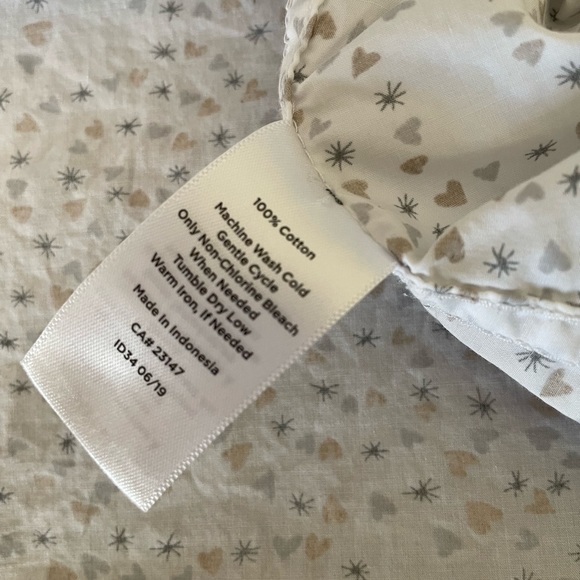 100% Cotton
Machine Wash Cold
Gentle Cycle
Only Non-Chlorine Bleach
When Needed
Tumble Dry Low
Warm Iron, If Needed
Made in Indonesia
CA# 23147
ID34 06/19